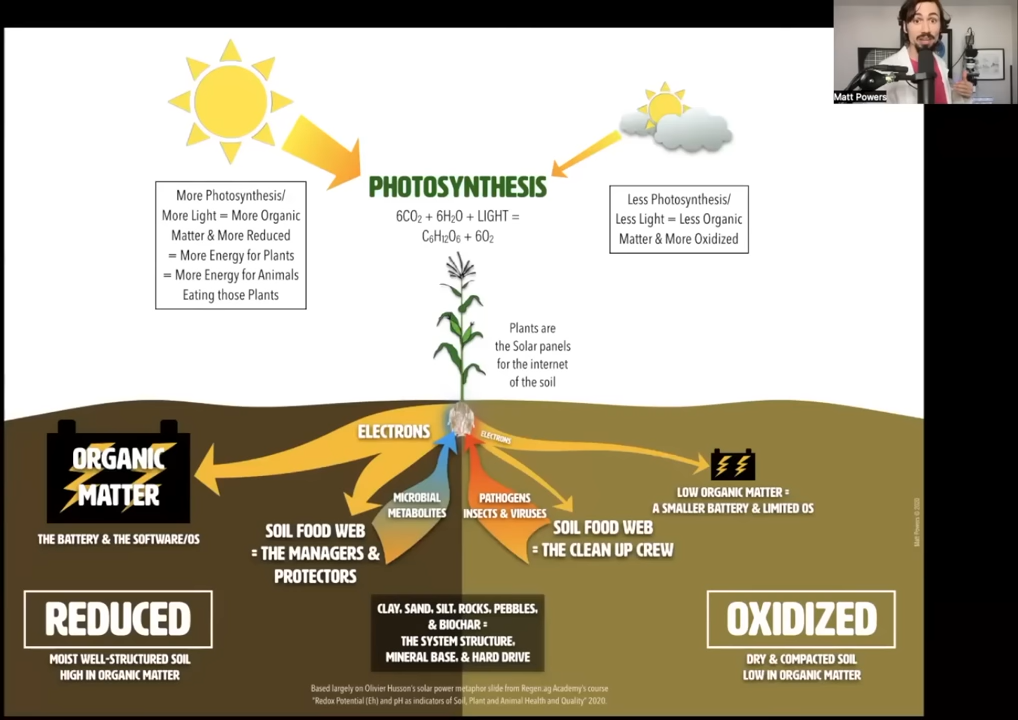 Matt Powers
PHOTOSYNTHESIS
6CO₂ + 6H₂O + LIGHT =
C₆H₁₂O₆ + 6O₂
More Photosynthesis/
More Light = More Organic
Matter & More Reduced
= More Energy for Plants
= More Energy for Animals
Eating those Plants
Less Photosynthesis/
Less Light = Less Organic
Matter & More Oxidized
Plants are
the Solar panels
for the internet
of the soil
ELECTRONS
ELECTRONS
ORGANIC
MATTER
THE BATTERY & THE SOFTWARE/OS
MICROBIAL
METABOLITES
PATHOGENS
INSECTS & VIRUSES
SOIL FOOD WEB
= THE MANAGERS &
PROTECTORS
SOIL FOOD WEB
= THE CLEAN UP CREW
LOW ORGANIC MATTER =
A SMALLER BATTERY & LIMITED OS
Matt Powers © 2020
REDUCED
MOIST WELL-STRUCTURED SOIL
HIGH IN ORGANIC MATTER
CLAY, SAND, SILT, ROCKS, PEBBLES,
& BIOCHAR =
THE SYSTEM STRUCTURE,
MINERAL BASE, & HARD DRIVE
OXIDIZED
DRY & COMPACTED SOIL
LOW IN ORGANIC MATTER
Based largely on Olivier Husson's solar power metaphor slide from Regen.ag Academy's course
"Redox Potential (Eh) and pH as indicators of Soil, Plant and Animal Health and Quality" 2020.